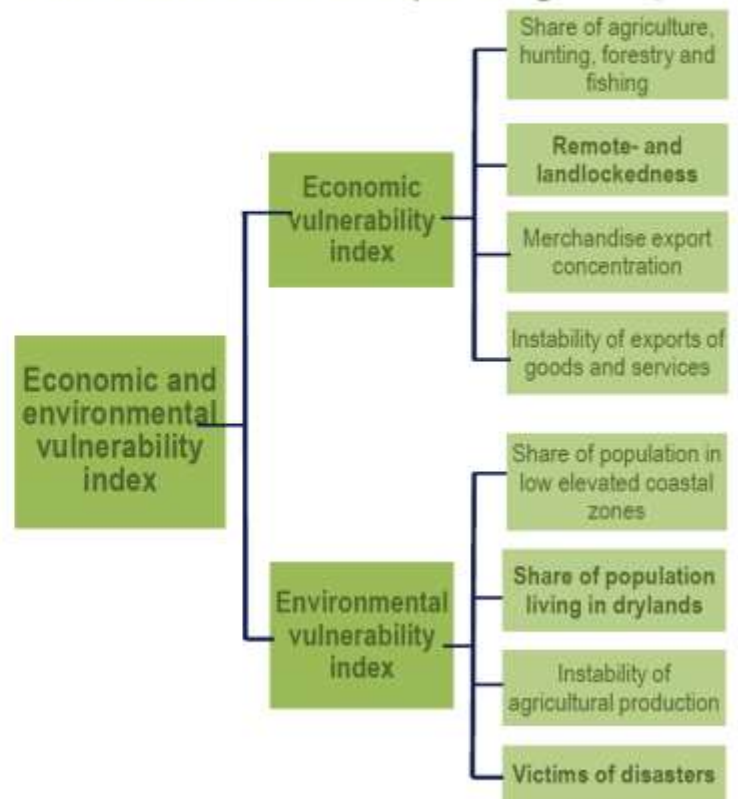 Share of agriculture,
hunting, forestry and
fishing
Remote- and
landlockedness
Economic
vulnerability
index
Merchandise export
concentration
Instability of exports of
goods and services
Economic and
environmental
vulnerability
index
Share of population in
low elevated coastal
zones
Share of population
living in drylands
Environmental
vulnerability
index
Instability of
agricultural production
Victims of disasters